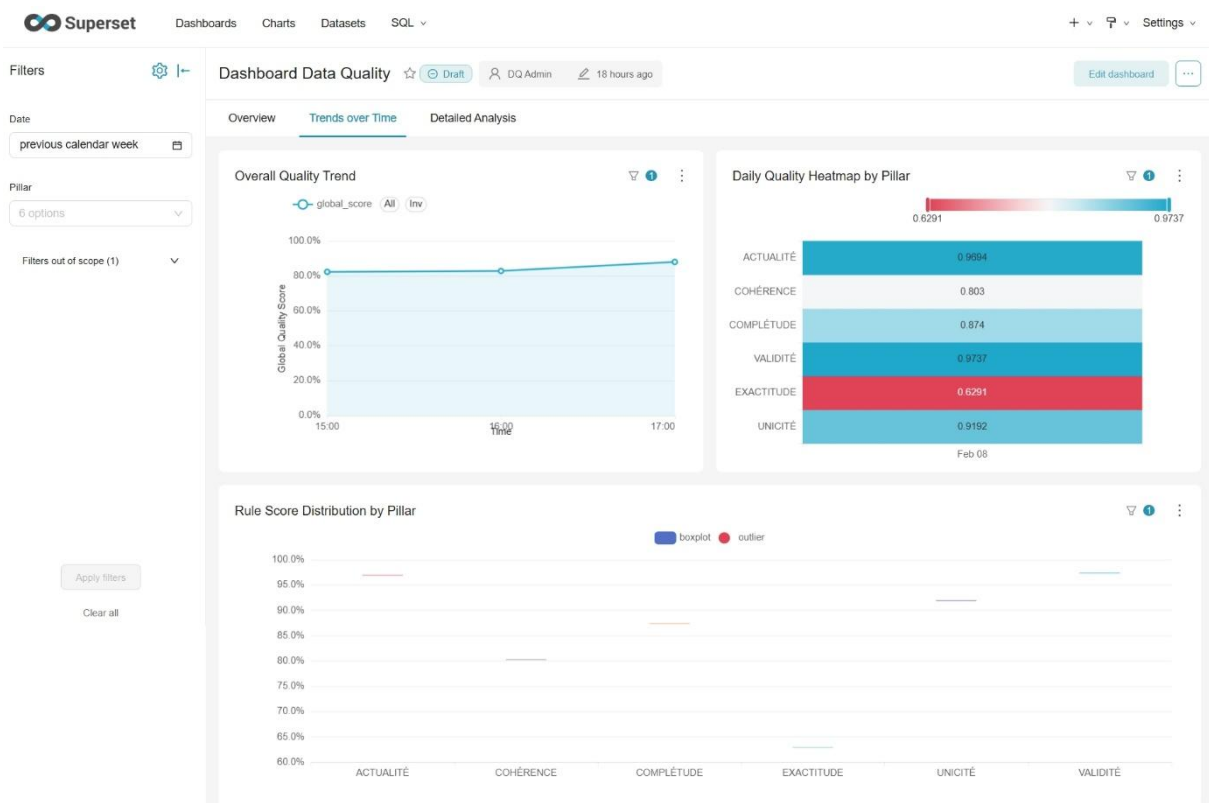 Superset Dashboards Charts Datasets SQL Settings
Filters
Date
previous calendar week
Pillar
6 options
Filters out of scope (1)
Apply filters
Clear all
Dashboard Data Quality Draft DQ Admin 18 hours ago Edit dashboard
Overview Trends over Time Detailed Analysis
Overall Quality Trend 1
global_score All Inv
Global Quality Score
100.0%
80.0%
60.0%
40.0%
20.0%
0.0%
15:00 16:00 17:00
Time
Daily Quality Heatmap by Pillar 1
0.6291 0.9737
ACTUALITÉ 0.9694
COHÉRENCE 0.803
COMPLÉTUDE 0.874
VALIDITÉ 0.9737
EXACTITUDE 0.6291
UNICITÉ 0.9192
Feb 08
Rule Score Distribution by Pillar 1
boxplot outlier
100.0%
95.0%
90.0%
85.0%
80.0%
75.0%
70.0%
65.0%
60.0%
ACTUALITÉ COHÉRENCE COMPLÉTUDE EXACTITUDE UNICITÉ VALIDITÉ